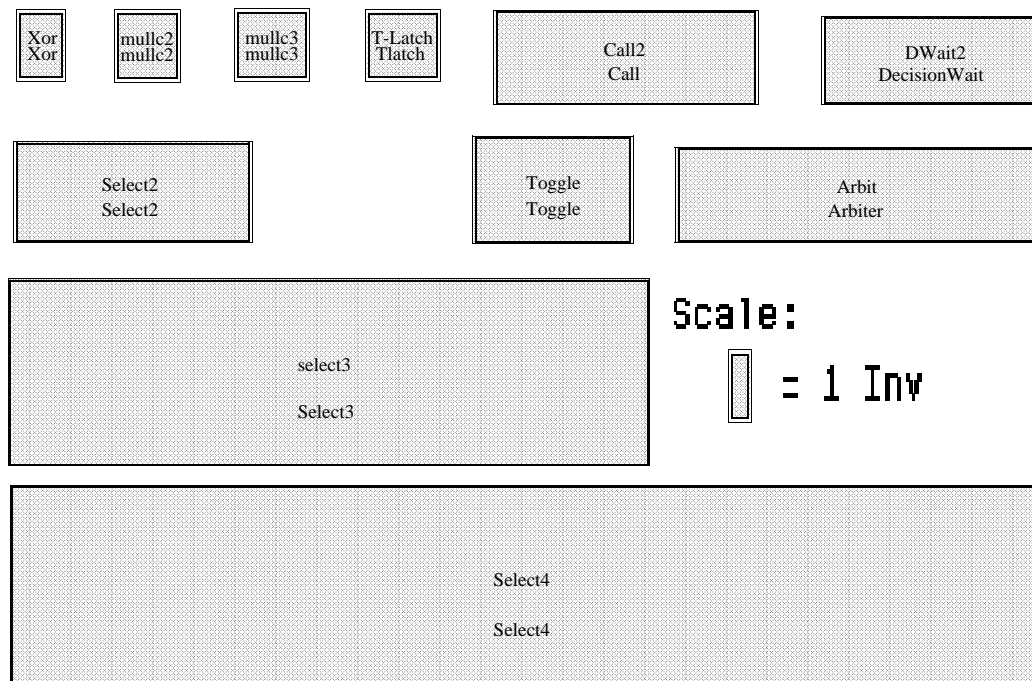 Xor
Xor
mullc2
mullc2
mullc3
mullc3
T-Latch
Tlatch
Call2
Call
DWait2
DecisionWait
Select2
Select2
Toggle
Toggle
Arbit
Arbiter
select3
Select3
Scale:
= 1 Inv
Select4
Select4